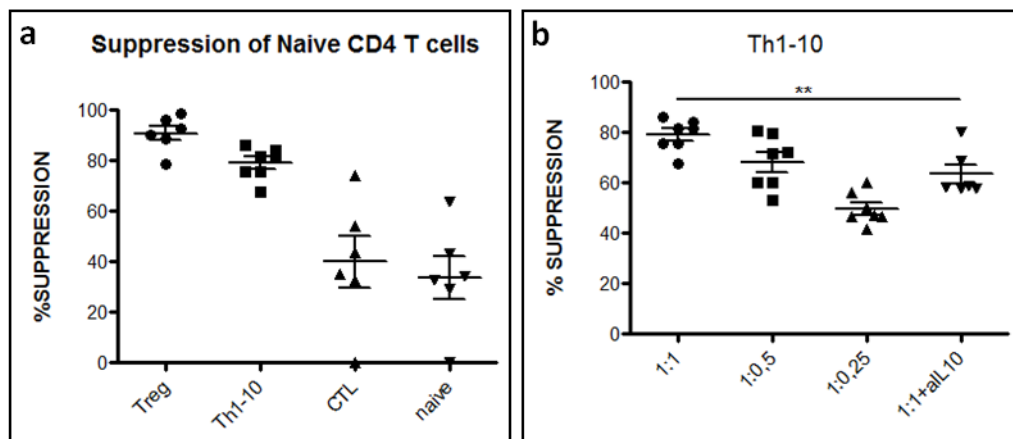 a
Suppression of Naive CD4 T cells
%SUPPRESSION
100
80
60
40
20
0
Treg
Th1-10
CTL
naive
b
Th1-10
**
% SUPPRESSION
100
80
60
40
20
0
1:1
1:0,5
1:0,25
1:1+aIL10